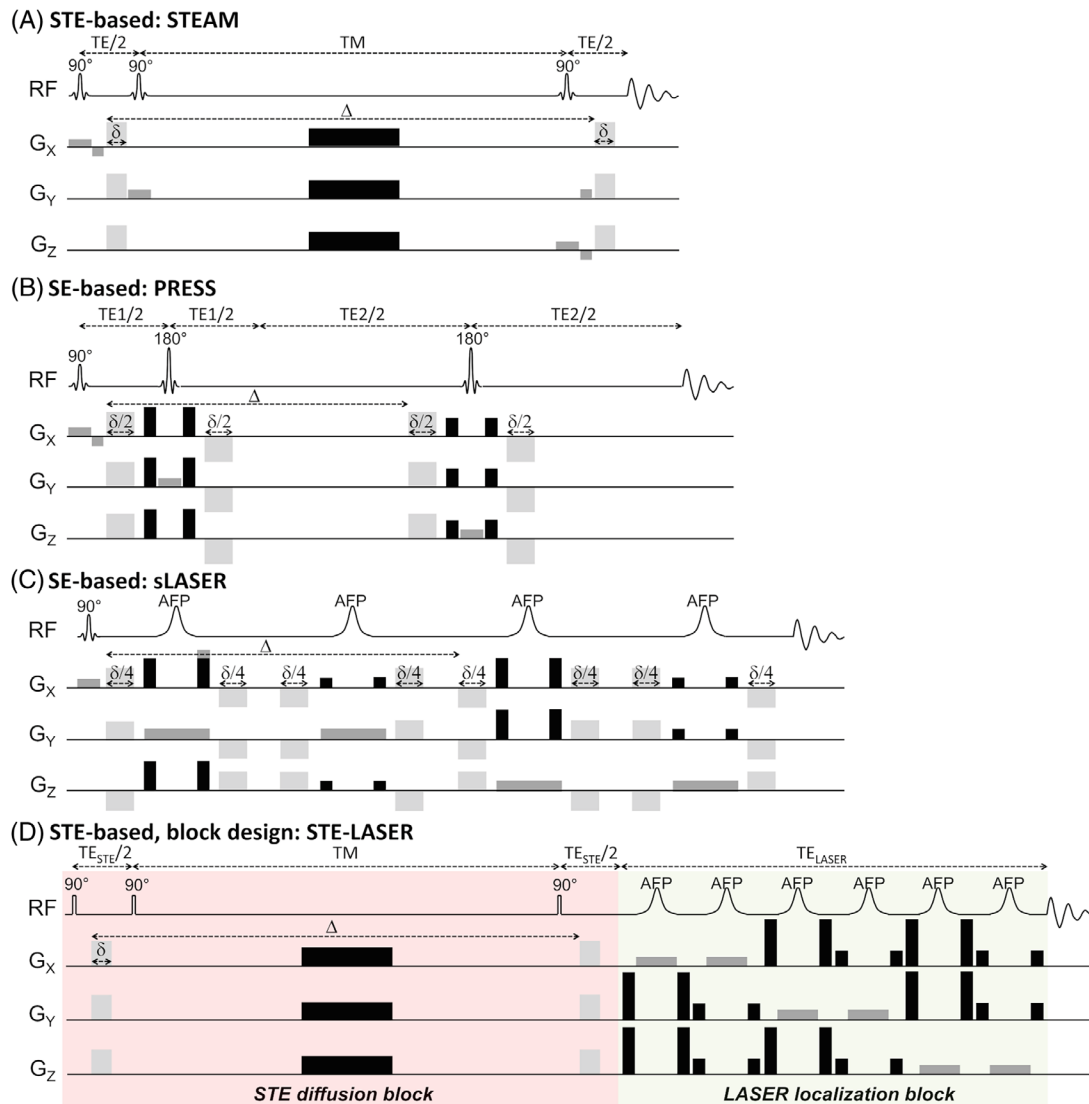 (A) STE-based: STEAM
TE/2 TM TE/2
90° 90° 90°
RF
Δ
δ δ
GX
GY
GZ
(B) SE-based: PRESS
TE1/2 TE1/2 TE2/2 TE2/2
180° 180°
90°
RF
Δ
δ/2 δ/2 δ/2 δ/2
GX
GY
GZ
(C) SE-based: sLASER
90° AFP AFP AFP AFP
RF
Δ
δ/4 δ/4 δ/4 δ/4 δ/4 δ/4 δ/4 δ/4
GX
GY
GZ
(D) STE-based, block design: STE-LASER
TESTE/2 TM TESTE/2 TELASER
90° 90° 90° AFP AFP AFP AFP AFP AFP
RF
Δ
δ
GX
GY
GZ
STE diffusion block LASER localization block